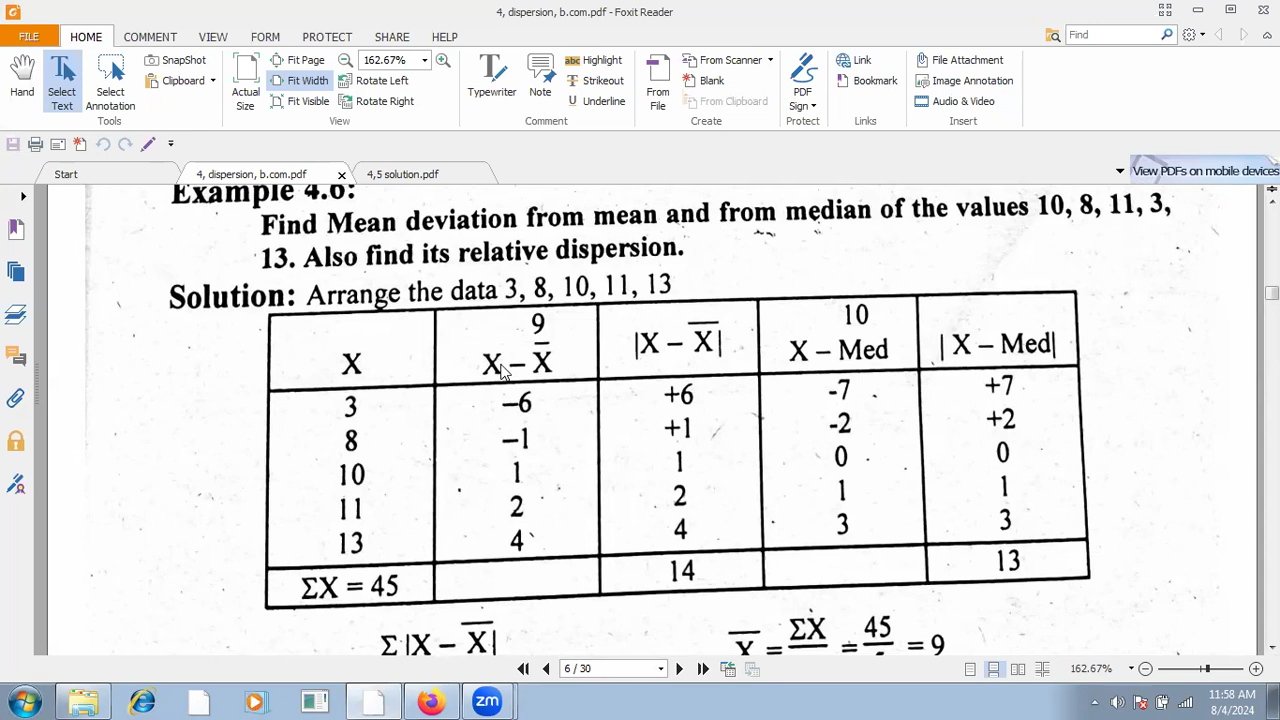 4, dispersion, b.com.pdf - Foxit Reader
FILE HOME COMMENT VIEW FORM PROTECT SHARE HELP Find
Hand Select Text Select Annotation SnapShot Clipboard
Tools
Actual Size Fit Page Fit Width Fit Visible 162.67% Rotate Left Rotate Right
View
Typewriter Note Highlight Strikeout Underline
Comment
From File From Scanner Blank From Clipboard
Create
PDF Sign
Protect
Link Bookmark
Links
File Attachment Image Annotation Audio & Video
Insert
Start 4, dispersion, b.com.pdf 4,5 solution.pdf View PDFs on mobile devices
Example 4.6:
Find Mean deviation from mean and from median of the values 10, 8, 11, 3,
13. Also find its relative dispersion.
Solution: Arrange the data 3, 8, 10, 11, 13
9 10
X X – X̅ |X – X̅| X – Med | X – Med|
3 –6 +6 -7 +7
8 –1 +1 -2 +2
10 1 1 0 0
11 2 2 1 1
13 4 4 3 3
ΣX = 45 14 13
Σ|X – X̅| X̅ = ΣX = 45 = 9
6 / 30 162.67%
zm
11:58 AM
8/4/2024